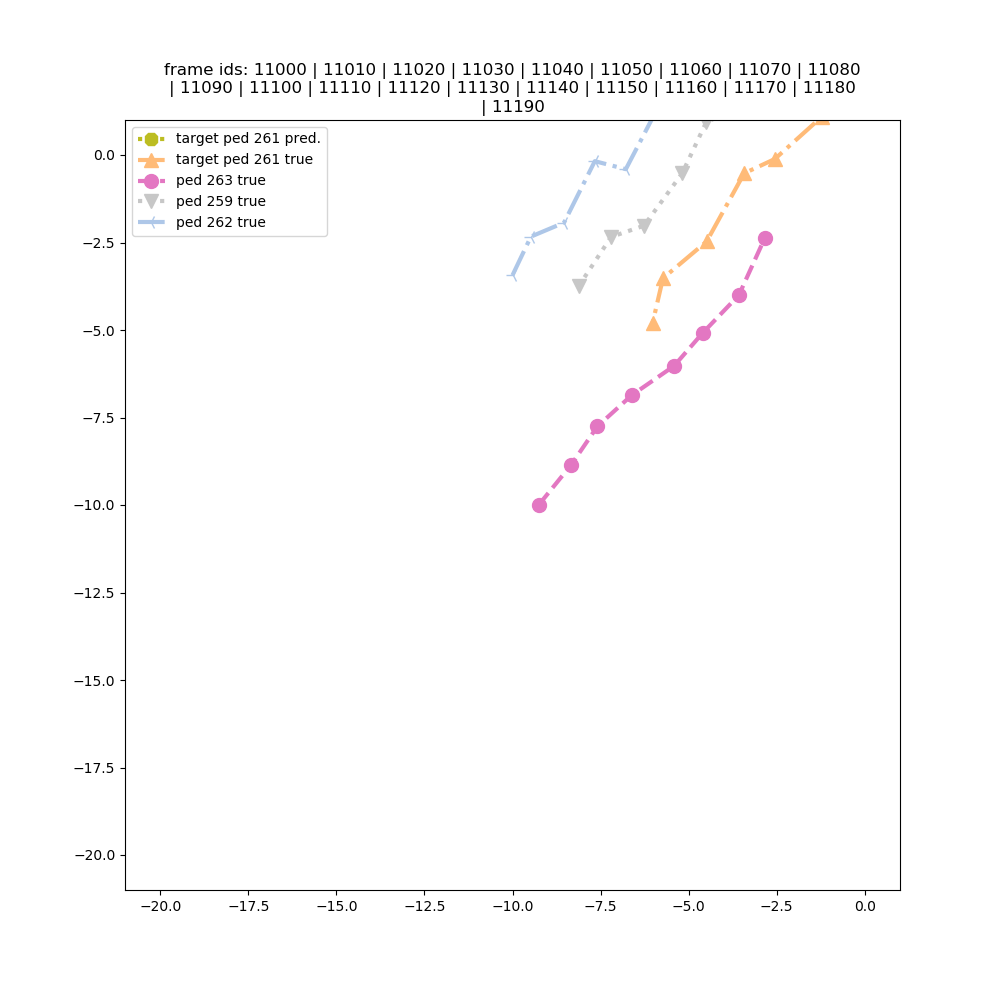 frame ids: 11000 | 11010 | 11020 | 11030 | 11040 | 11050 | 11060 | 11070 | 11080
| 11090 | 11100 | 11110 | 11120 | 11130 | 11140 | 11150 | 11160 | 11170 | 11180
| 11190
target ped 261 pred.
target ped 261 true
ped 263 true
ped 259 true
ped 262 true
0.0
−2.5
−5.0
−7.5
−10.0
−12.5
−15.0
−17.5
−20.0
−20.0 −17.5 −15.0 −12.5 −10.0 −7.5 −5.0 −2.5 0.0